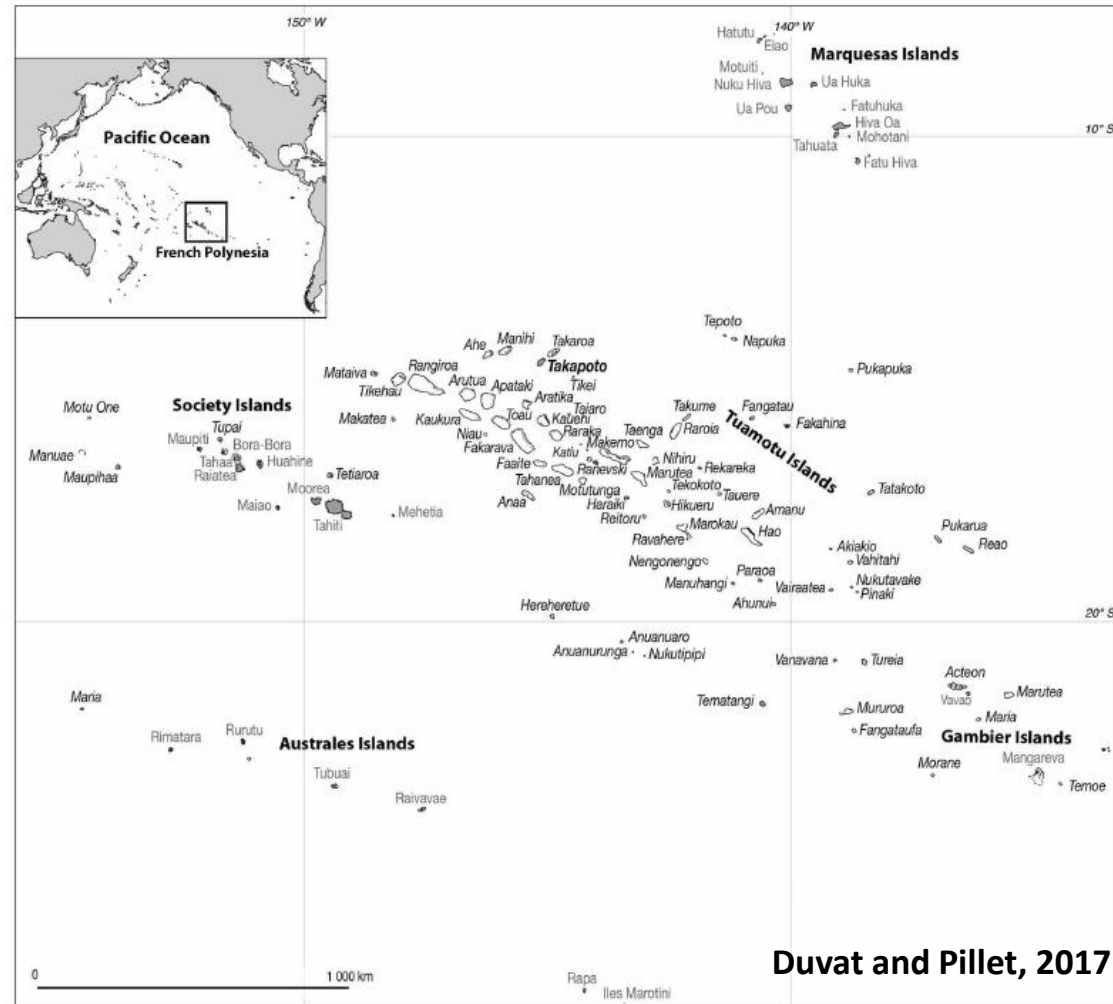 150° W
140° W
Hatutu
Eiao
Marquesas Islands
Motuiti
Nuku Hiva
Ua Huka
Ua Pou
Fatuhuka
Hiva Oa
10° S
Mohotani
Tahuata
Fatu Hiva
Pacific Ocean
French Polynesia
Tepoto
Napuka
Ahe
Manihi
Takaroa
Takapoto
Pukapuka
Mataiva
Rangiroa
Tikehau
Arutua
Apataki
Tikei
Aratika
Motu One
Society Islands
Makatea
Kaukura
Toau
Kauehi
Taiaro
Takume
Fangatau
Fakahina
Tupai
Maupiti
Bora-Bora
Niau
Raraka
Taenga
Raroia
Tuamotu Islands
Manuae
Tahaa
Huahine
Fakarava
Katiu
Makemo
Nihiru
Maupihaa
Raiatea
Tetiaroa
Faaite
Ranevski
Marutea
Rekareka
Moorea
Tahanea
Motutunga
Tekokoto
Tauere
Tatakoto
Maiao
Tahiti
Mehetia
Anaa
Haraiki
Hikueru
Amanu
Reitoru
Marokau
Hao
Pukarua
Ravahere
Akiakio
Reao
Nengonengo
Vahitahi
Paraoa
Manuhangi
Vairaatea
Nukutavake
Pinaki
Hereheretue
Ahunui
20° S
Anuanuaro
Anuanurunga
Nukutipipi
Vanavana
Tureia
Acteon
Maria
Tematangi
Vavao
Marutea
Mururoa
Maria
Rimatara
Rurutu
Australes Islands
Fangataufa
Gambier Islands
Tubuai
Morane
Mangareva
Temoe
Raivavae
0
1 000 km
Rapa
Iles Marotini
Duvat and Pillet, 2017